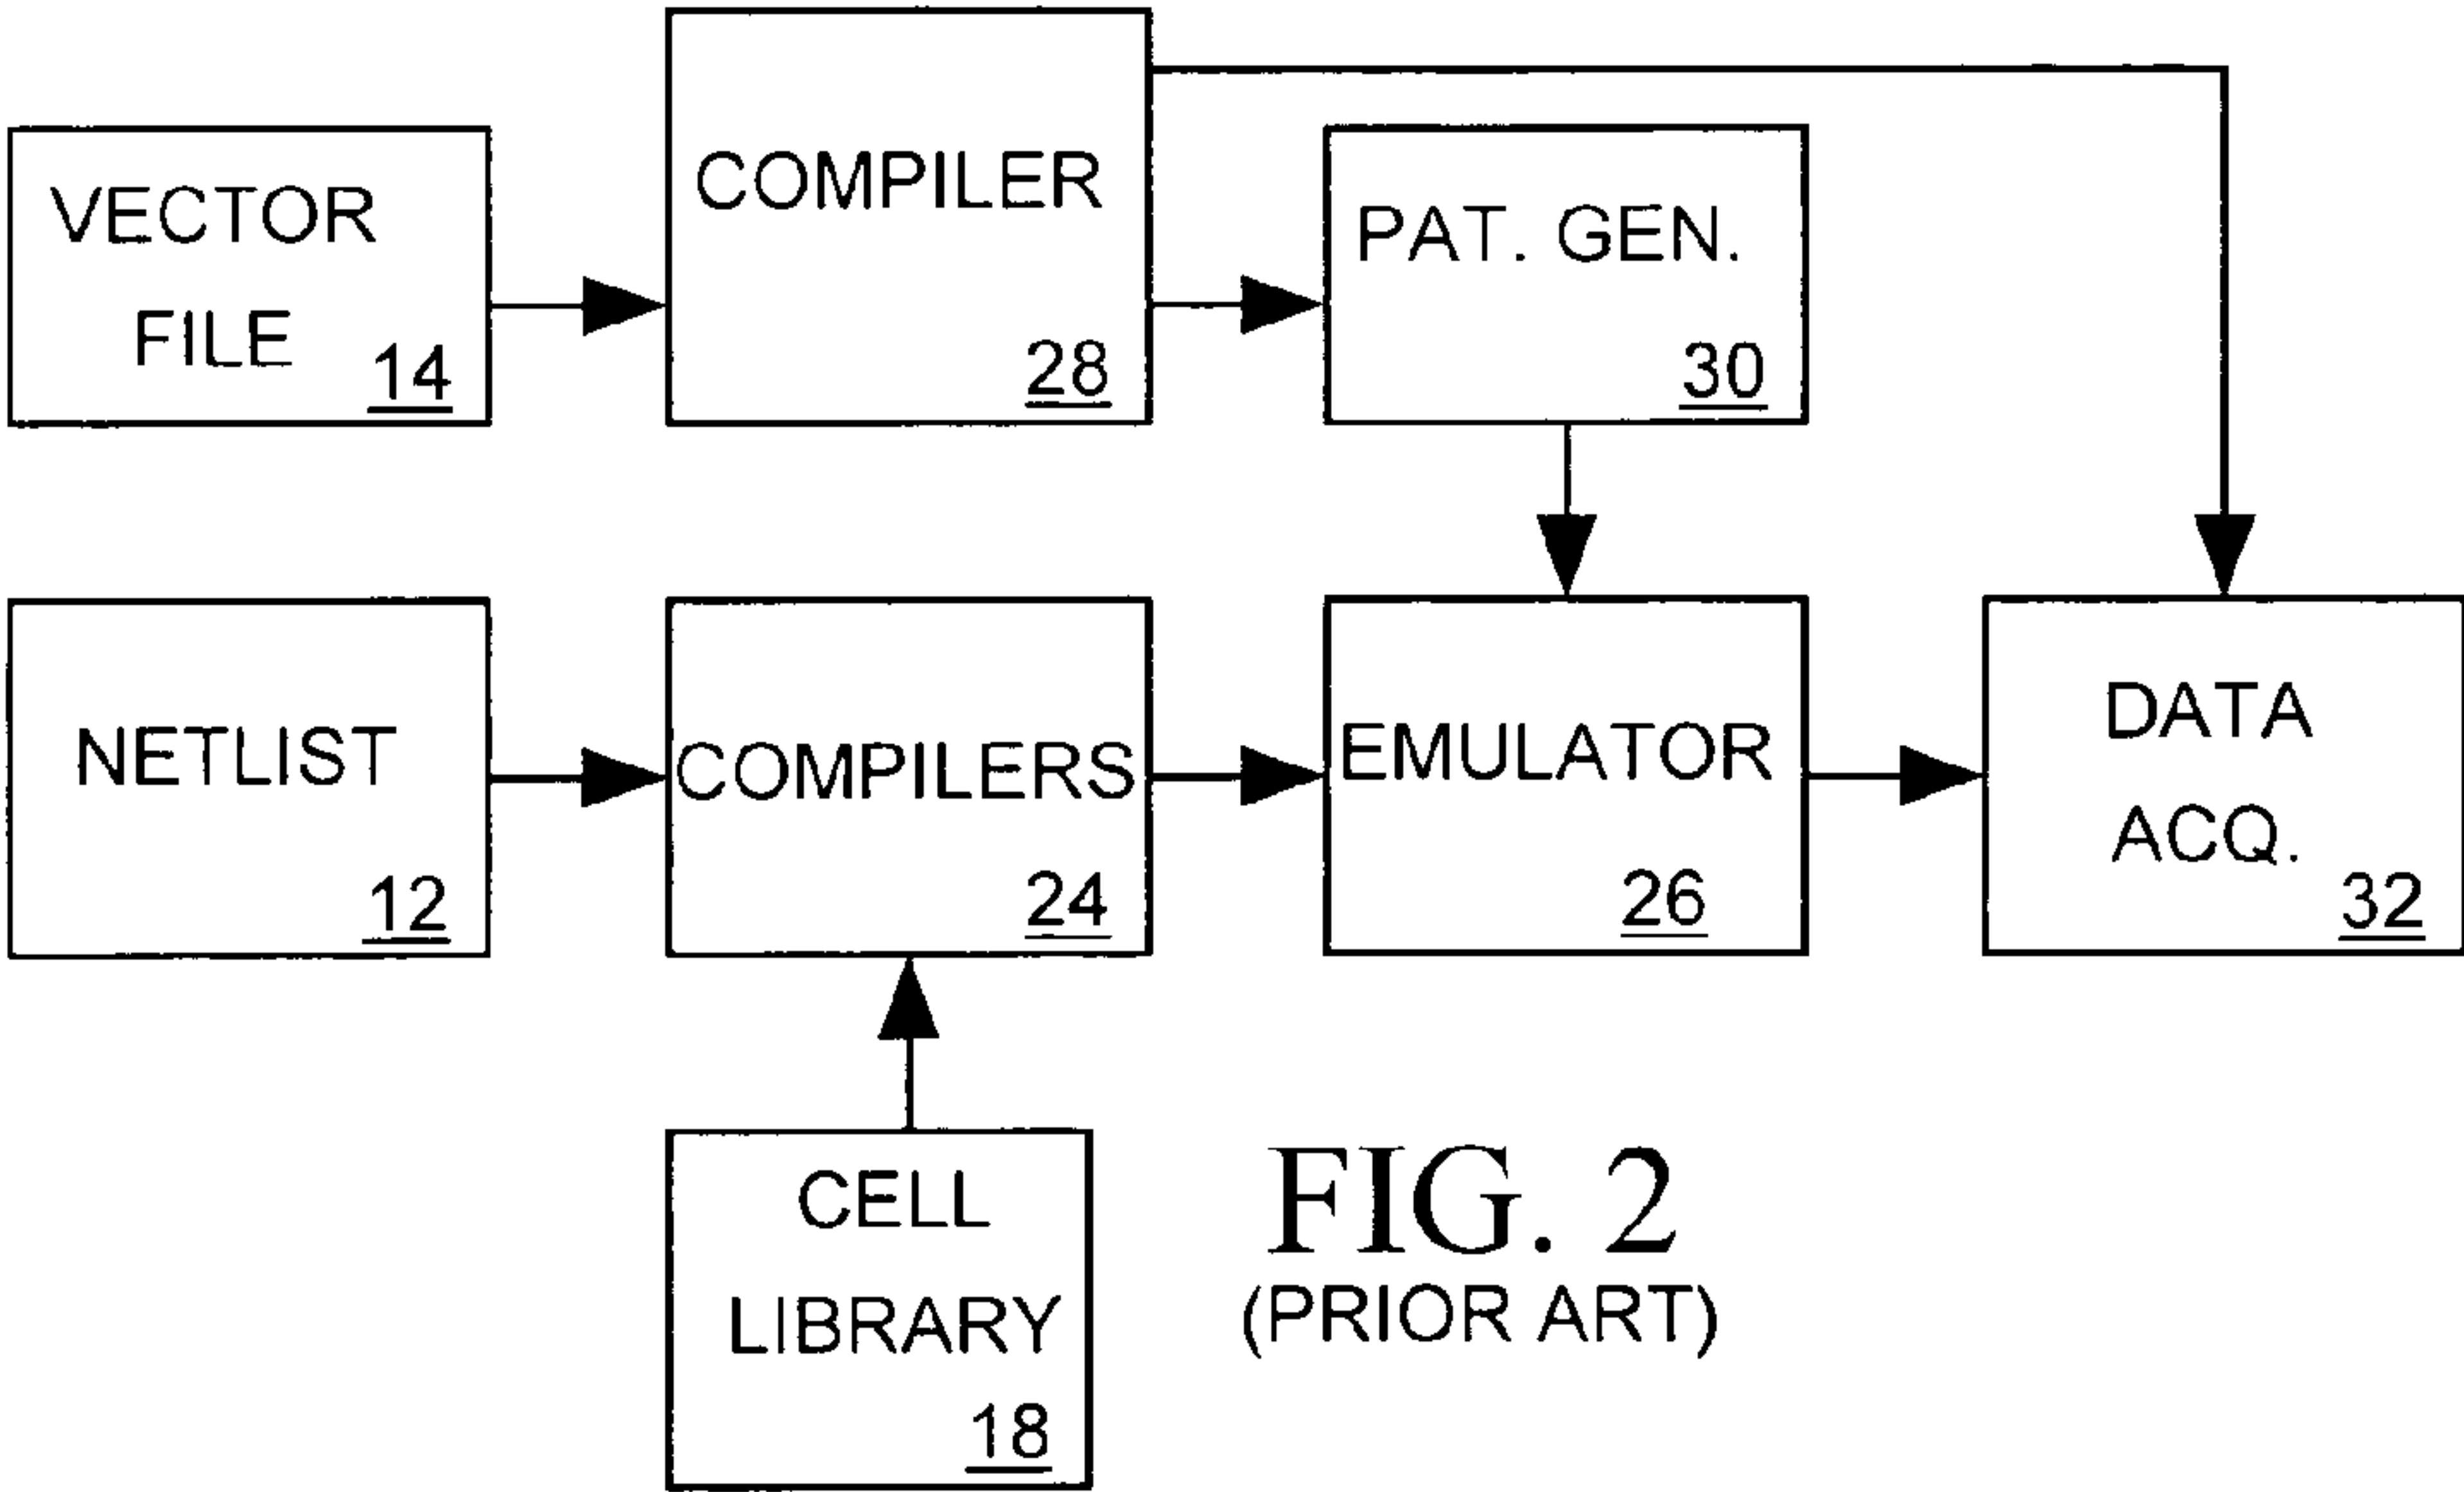 VECTOR
FILE
14
COMPILER
28
PAT. GEN.
30
NETLIST
12
COMPILERS
24
EMULATOR
26
DATA
ACQ.
32
CELL
LIBRARY
18
FIG. 2
(PRIOR ART)